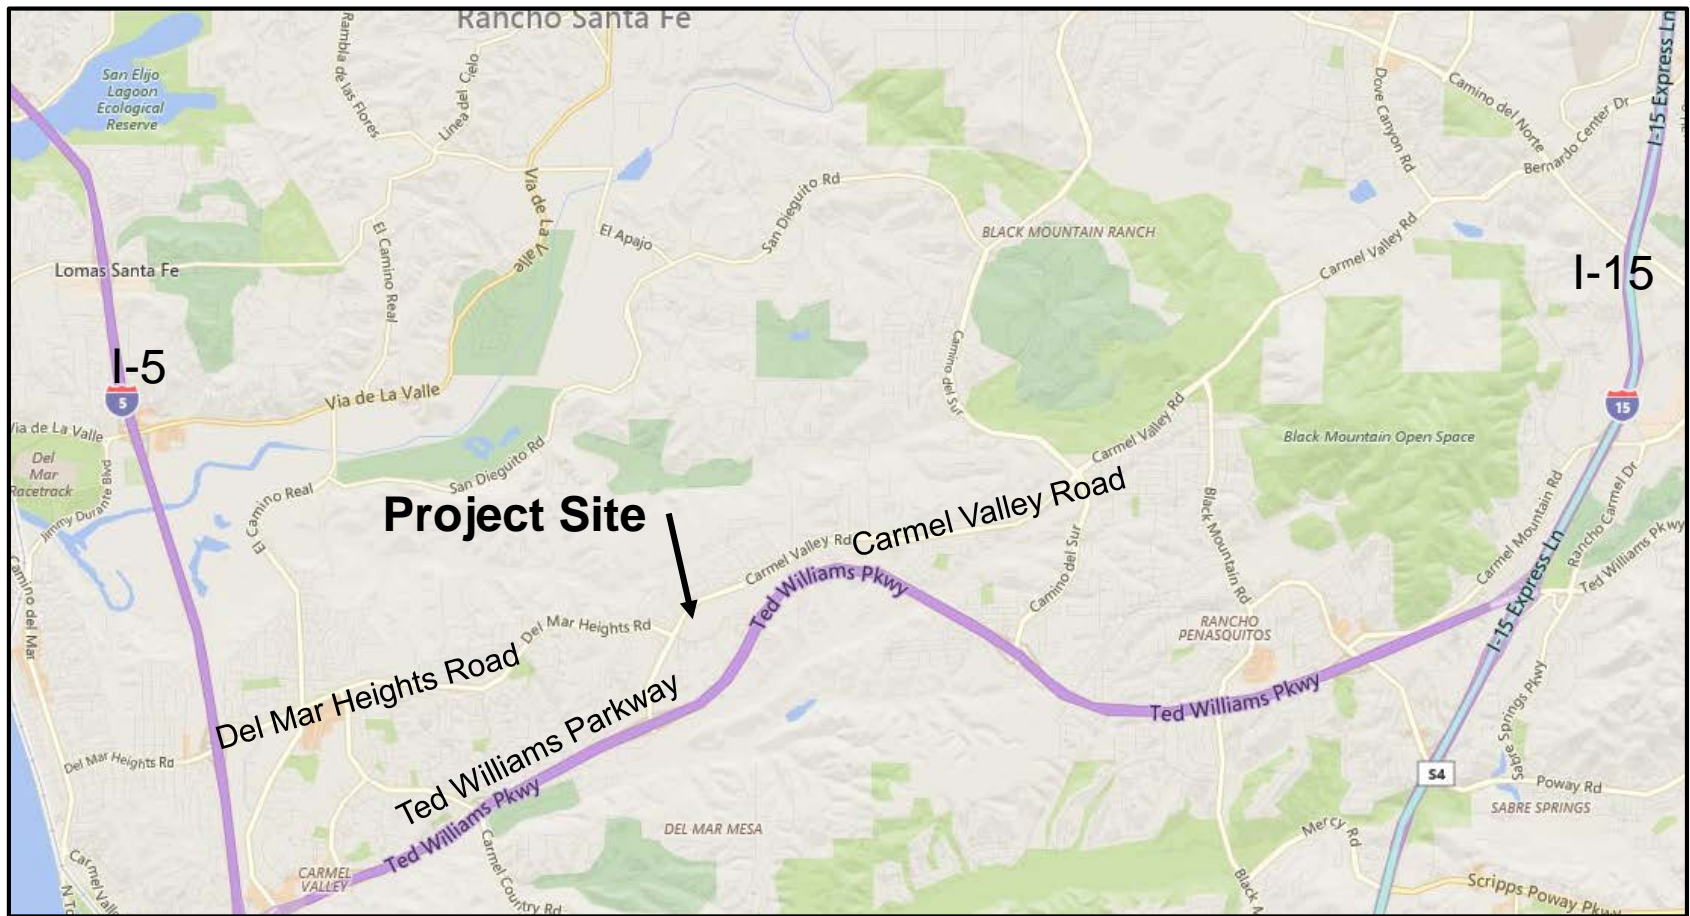 Rancho Santa Fe
Rambla de las Flores
Linea del Cielo
San Elijo
Lagoon
Ecological
Reserve
Dove Canyon Rd
Camino del Norte
Bernardo Center Dr
I-15 Express Ln
Via de La Valle
San Dieguito Rd
El Apajo
El Camino Real
BLACK MOUNTAIN RANCH
Carmel Valley Rd
Lomas Santa Fe
I-15
I-5
5
15
Via de La Valle
Via de La Valle
Camino del Sur
Carmel Valley Rd
Black Mountain Open Space
Del
Mar
Racetrack
Jimmy Durante Blvd
El Camino Real
San Dieguito Rd
Project Site
Carmel Valley Road
Carmel Valley Rd
Black Mountain Rd
Carmel Mountain Rd
Rancho Carmel Dr
Ted Williams Pkwy
I-15 Express Ln
Camino del Mar
Camino del Sur
Ted Williams Pkwy
Del Mar Heights Rd
RANCHO
PENASQUITOS
Del Mar Heights Road
Ted Williams Parkway
Ted Williams Pkwy
Sabre Springs Pkwy
Del Mar Heights Rd
S4
Poway Rd
SABRE SPRINGS
Ted Williams Pkwy
DEL MAR MESA
Mercy Rd
CARMEL
VALLEY
Carmel Country Rd
Carmel Vall
N To
Black M
Scripps Poway Pkwy